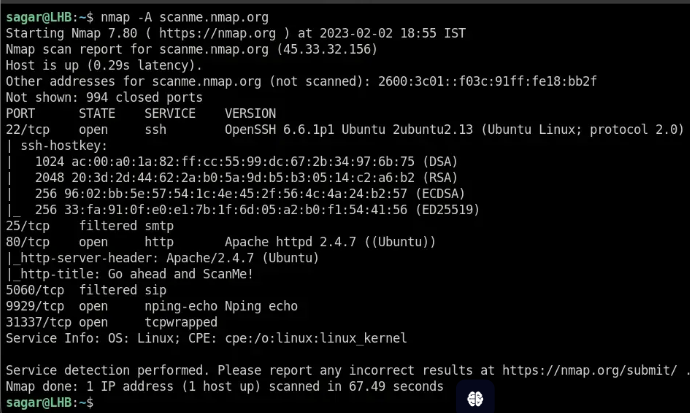 sagar@LHB:~$ nmap -A scanme.nmap.org
Starting Nmap 7.80 ( https://nmap.org ) at 2023-02-02 18:55 IST
Nmap scan report for scanme.nmap.org (45.33.32.156)
Host is up (0.29s latency).
Other addresses for scanme.nmap.org (not scanned): 2600:3c01::f03c:91ff:fe18:bb2f
Not shown: 994 closed ports
PORT      STATE    SERVICE    VERSION
22/tcp    open     ssh        OpenSSH 6.6.1p1 Ubuntu 2ubuntu2.13 (Ubuntu Linux; protocol 2.0)
| ssh-hostkey:
|   1024 ac:00:a0:1a:82:ff:cc:55:99:dc:67:2b:34:97:6b:75 (DSA)
|   2048 20:3d:2d:44:62:2a:b0:5a:9d:b5:b3:05:14:c2:a6:b2 (RSA)
|   256 96:02:bb:5e:57:54:1c:4e:45:2f:56:4c:4a:24:b2:57 (ECDSA)
|_  256 33:fa:91:0f:e0:e1:7b:1f:6d:05:a2:b0:f1:54:41:56 (ED25519)
25/tcp    filtered smtp
80/tcp    open     http       Apache httpd 2.4.7 ((Ubuntu))
|_http-server-header: Apache/2.4.7 (Ubuntu)
|_http-title: Go ahead and ScanMe!
5060/tcp  filtered sip
9929/tcp  open     nping-echo Nping echo
31337/tcp open     tcpwrapped
Service Info: OS: Linux; CPE: cpe:/o:linux:linux_kernel

Service detection performed. Please report any incorrect results at https://nmap.org/submit/ .
Nmap done: 1 IP address (1 host up) scanned in 67.49 seconds
sagar@LHB:~$